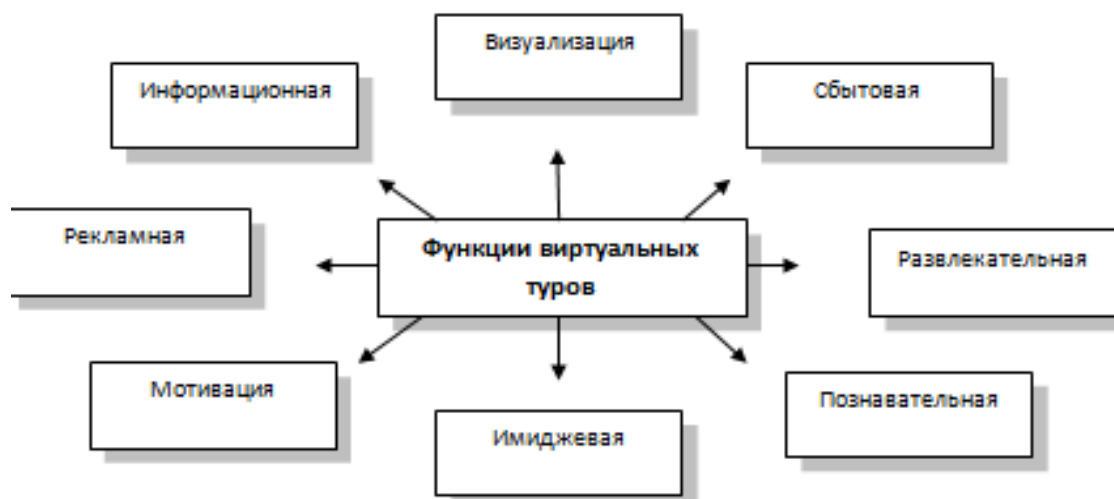 Визуализация
Информационная
Сбытовая
Рекламная
Функции виртуальных
туров
Развлекательная
Мотивация
Познавательная
Имиджевая